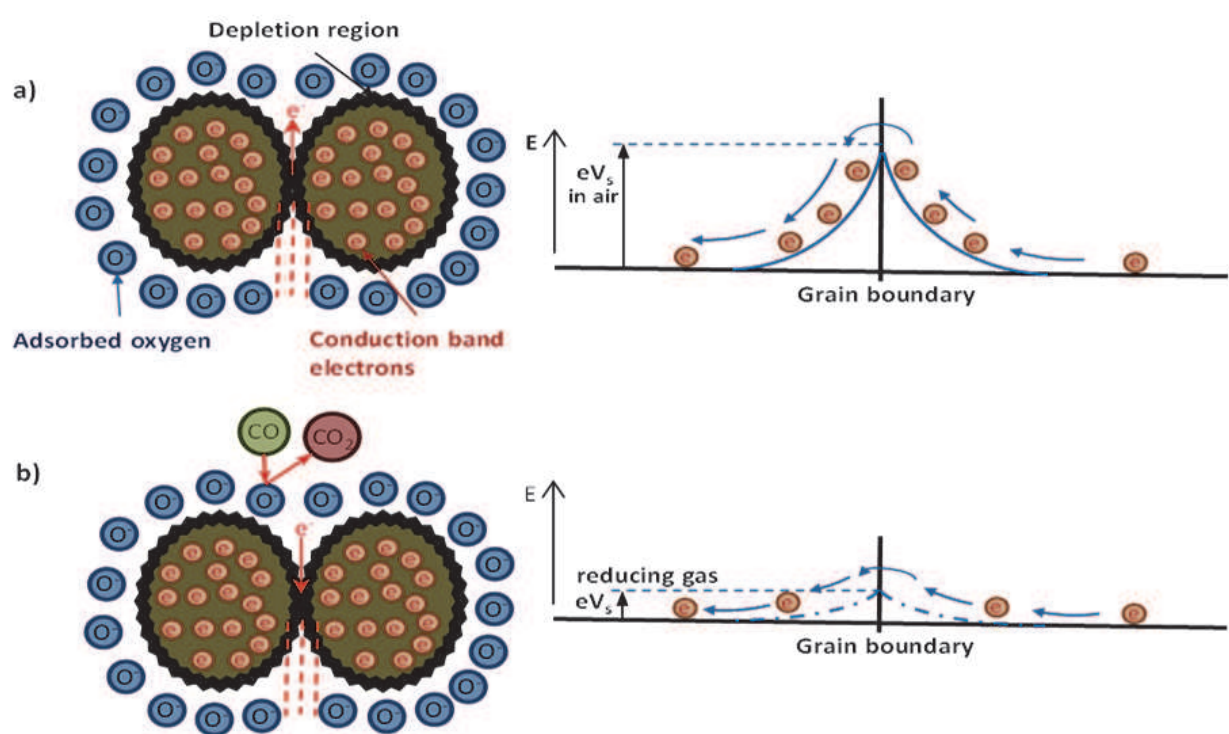 Depletion region
a)
O⁻ O⁻ O⁻ O⁻ O⁻ O⁻ O⁻ O⁻ O⁻ O⁻ O⁻ O⁻ O⁻ O⁻ O⁻ O⁻ O⁻ O⁻ O⁻ O⁻ O⁻ O⁻
e⁻
e e e e e e e e e e e e e e e e
e e e e e e e e e e e e e e e e
Adsorbed oxygen
Conduction band
electrons
E
eVs
in air
e e e e e e e e
Grain boundary
CO
CO₂
b)
O⁻ O⁻ O⁻ O⁻ O⁻ O⁻ O⁻ O⁻ O⁻ O⁻ O⁻ O⁻ O⁻ O⁻ O⁻ O⁻ O⁻ O⁻ O⁻ O⁻ O⁻ O⁻
e⁻
e e e e e e e e e e e e e e e e
e e e e e e e e e e e e e e e e
E
reducing gas
eVs
e e e e
Grain boundary